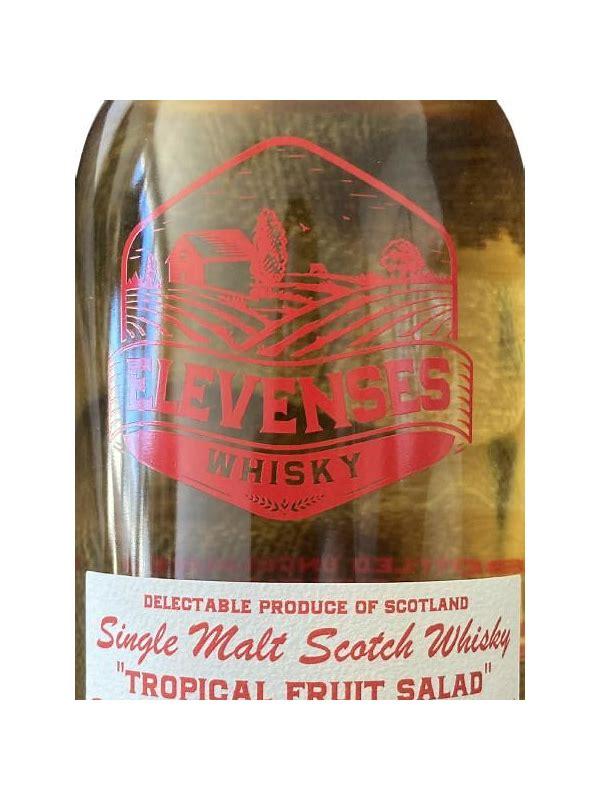 ELEVENSES
WHISKY
DELECTABLE PRODUCE OF SCOTLAND
Single Malt Scotch Whisky
"TROPICAL FRUIT SALAD"